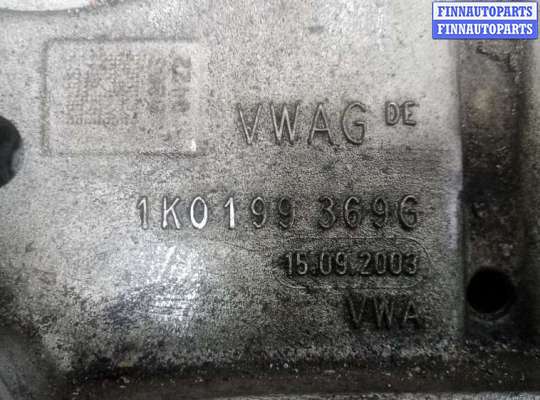 FINNAUTOPARTS
FINNAUTOPARTS
VWAG DE
1K0199 369G
15.09.2003
VWA